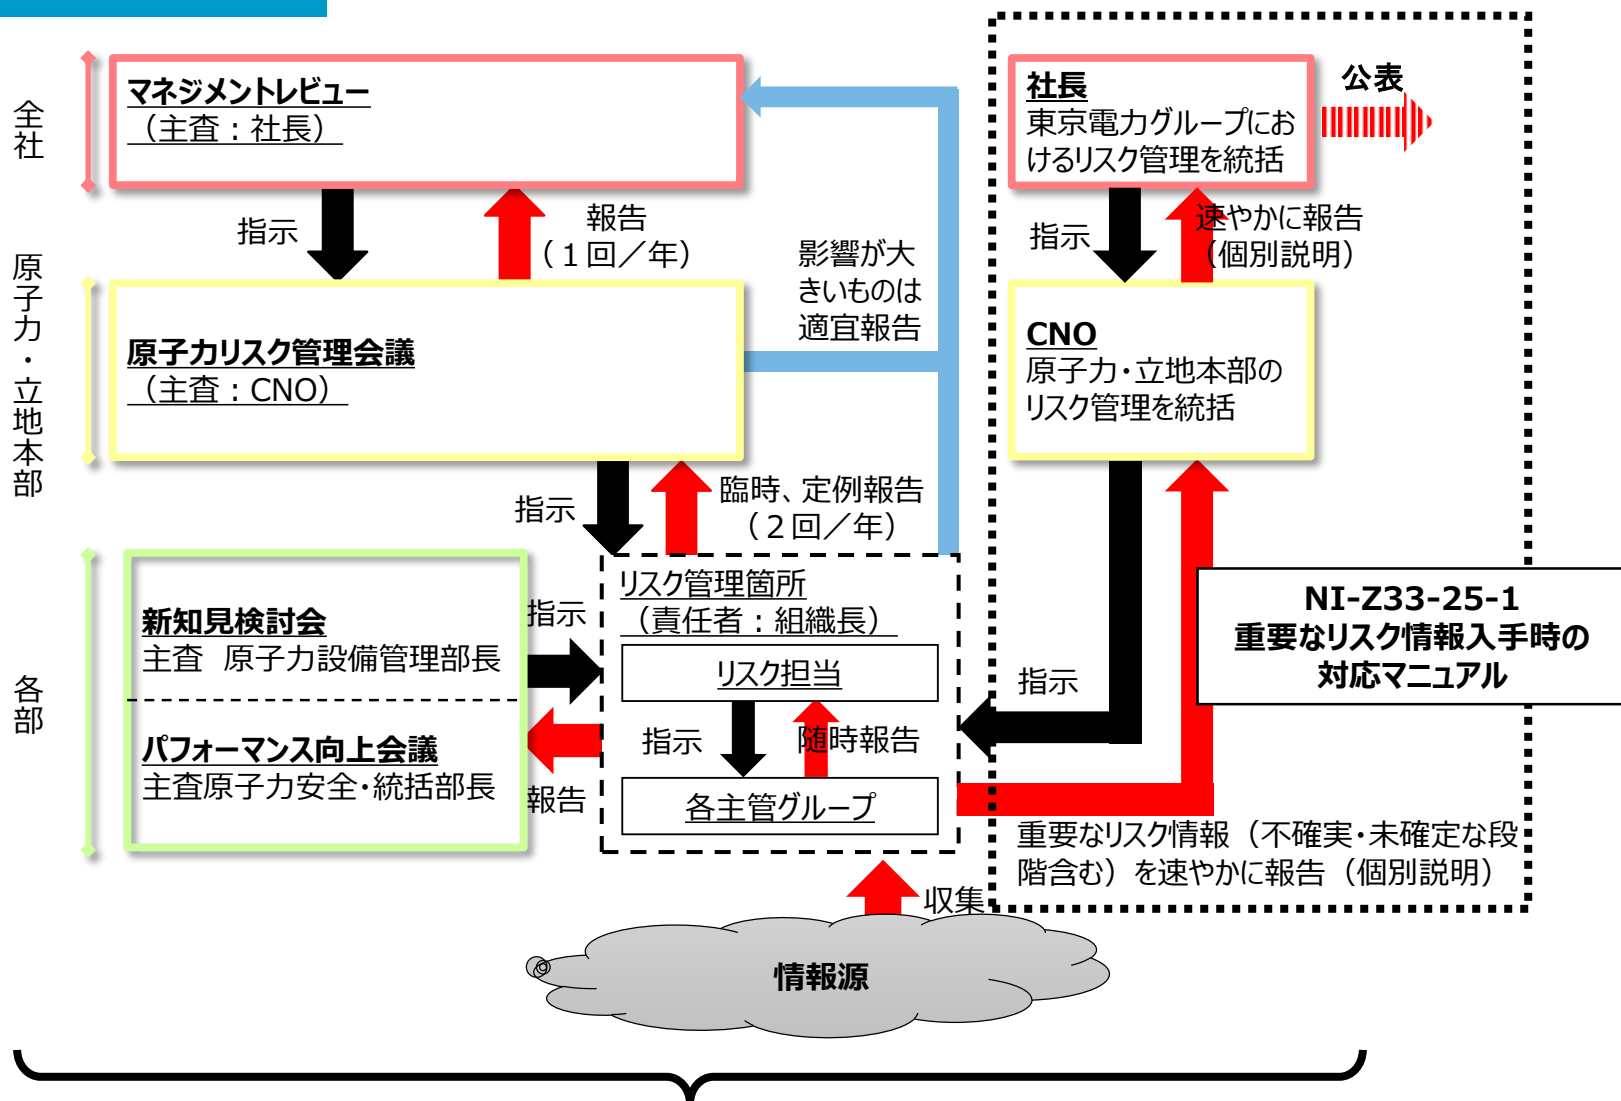 全社
マネジメントレビュー
（主査：社長）
指示
報告
（１回／年）
原子力・立地本部
原子力リスク管理会議
（主査：CNO）
影響が大
きいものは
適宜報告
指示
臨時、定例報告
（２回／年）
各部
新知見検討会
主査　原子力設備管理部長
パフォーマンス向上会議
主査原子力安全・統括部長
指示
報告
リスク管理箇所
（責任者：組織長）
リスク担当
指示
随時報告
各主管グループ
収集
情報源
社長
東京電力グループにお
けるリスク管理を統括
公表
指示
速やかに報告
（個別説明）
CNO
原子力・立地本部の
リスク管理を統括
NI-Z33-25-1
重要なリスク情報入手時の
対応マニュアル
指示
重要なリスク情報（不確実・未確定な段
階含む）を速やかに報告（個別説明）